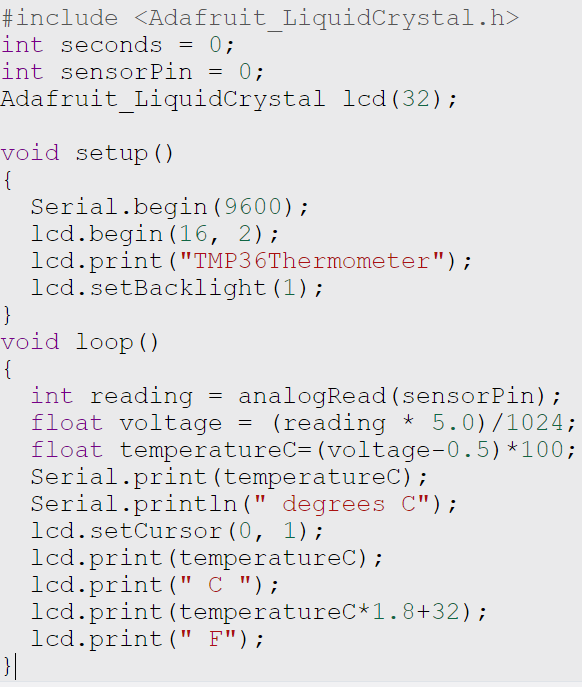 #include <Adafruit_LiquidCrystal.h>
int seconds = 0;
int sensorPin = 0;
Adafruit_LiquidCrystal lcd(32);

void setup()
{
  Serial.begin(9600);
  lcd.begin(16, 2);
  lcd.print("TMP36Thermometer");
  lcd.setBacklight(1);
}
void loop()
{
  int reading = analogRead(sensorPin);
  float voltage = (reading * 5.0)/1024;
  float temperatureC=(voltage-0.5)*100;
  Serial.print(temperatureC);
  Serial.println(" degrees C");
  lcd.setCursor(0, 1);
  lcd.print(temperatureC);
  lcd.print(" C ");
  lcd.print(temperatureC*1.8+32);
  lcd.print(" F");
}